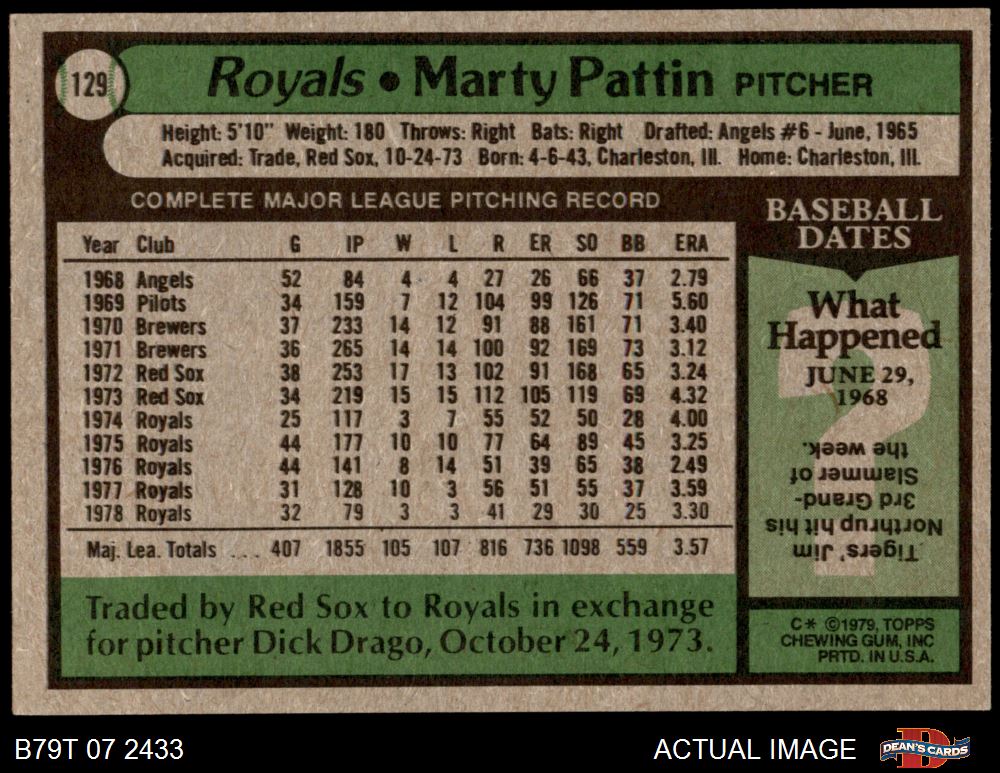 129
Royals • Marty Pattin PITCHER
Height: 5'10" Weight: 180 Throws: Right Bats: Right Drafted: Angels #6 - June, 1965
Acquired: Trade, Red Sox, 10-24-73 Born: 4-6-43, Charleston, Ill. Home: Charleston, Ill.
COMPLETE MAJOR LEAGUE PITCHING RECORD
Year Club G IP W L R ER SO BB ERA
1968 Angels 52 84 4 4 27 26 66 37 2.79
1969 Pilots 34 159 7 12 104 99 126 71 5.60
1970 Brewers 37 233 14 12 91 88 161 71 3.40
1971 Brewers 36 265 14 14 100 92 169 73 3.12
1972 Red Sox 38 253 17 13 102 91 168 65 3.24
1973 Red Sox 34 219 15 15 112 105 119 69 4.32
1974 Royals 25 117 3 7 55 52 50 28 4.00
1975 Royals 44 177 10 10 77 64 89 45 3.25
1976 Royals 44 141 8 14 51 39 65 38 2.49
1977 Royals 31 128 10 3 56 51 55 37 3.59
1978 Royals 32 79 3 3 41 29 30 25 3.30
Maj. Lea. Totals ... 407 1855 105 107 816 736 1098 559 3.57
Traded by Red Sox to Royals in exchange
for pitcher Dick Drago, October 24, 1973.
BASEBALL
DATES
What
Happened
JUNE 29,
1968
Tigers' Jim
Northrup hit his
3rd Grand-
Slammer of
the week.
C* ©1979, TOPPS
CHEWING GUM, INC
PRTD. IN U.S.A.
B79T 07 2433
ACTUAL IMAGE
DEAN'S CARDS